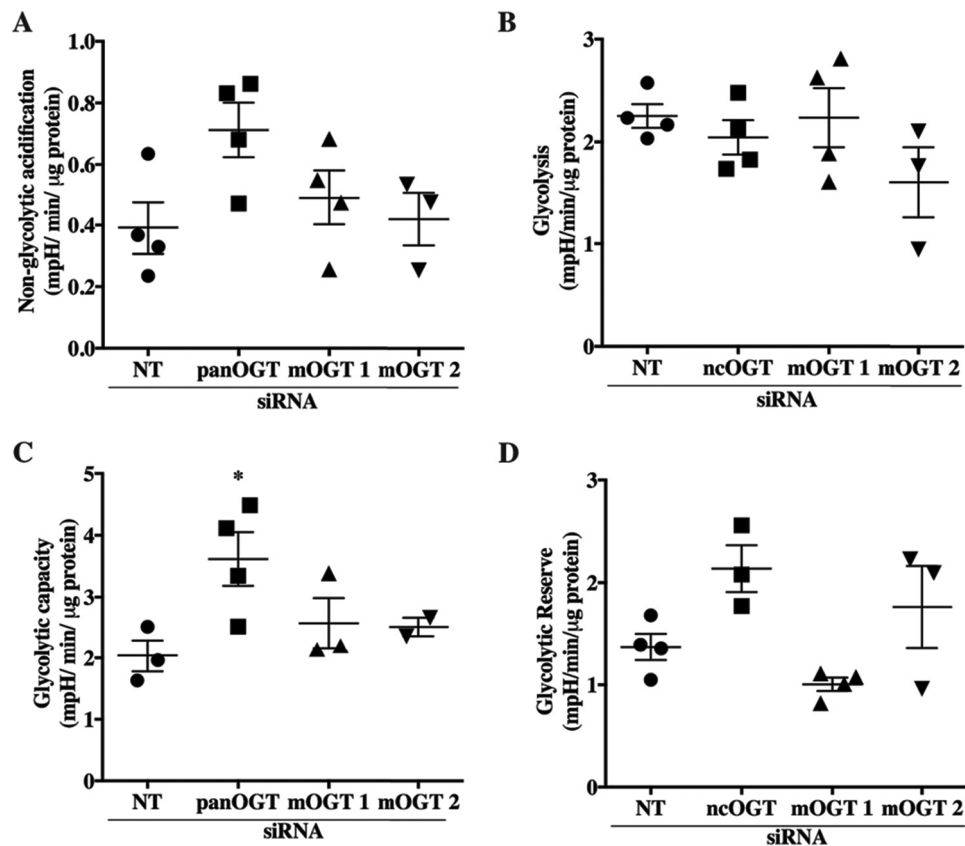 A
Non-glycolytic acidification
(mpH/ min/ µg protein)
1.0
0.8
0.6
0.4
0.2
0.0
NT panOGT mOGT 1 mOGT 2
siRNA
B
Glycolysis
(mpH/min/µg protein)
3
2
1
0
NT ncOGT mOGT 1 mOGT 2
siRNA
C
Glycolytic capacity
(mpH/ min/ µg protein)
5
4
3
2
1
0
*
NT panOGT mOGT 1 mOGT 2
siRNA
D
Glycolytic Reserve
(mpH/min/µg protein)
3
2
1
0
NT ncOGT mOGT 1 mOGT 2
siRNA